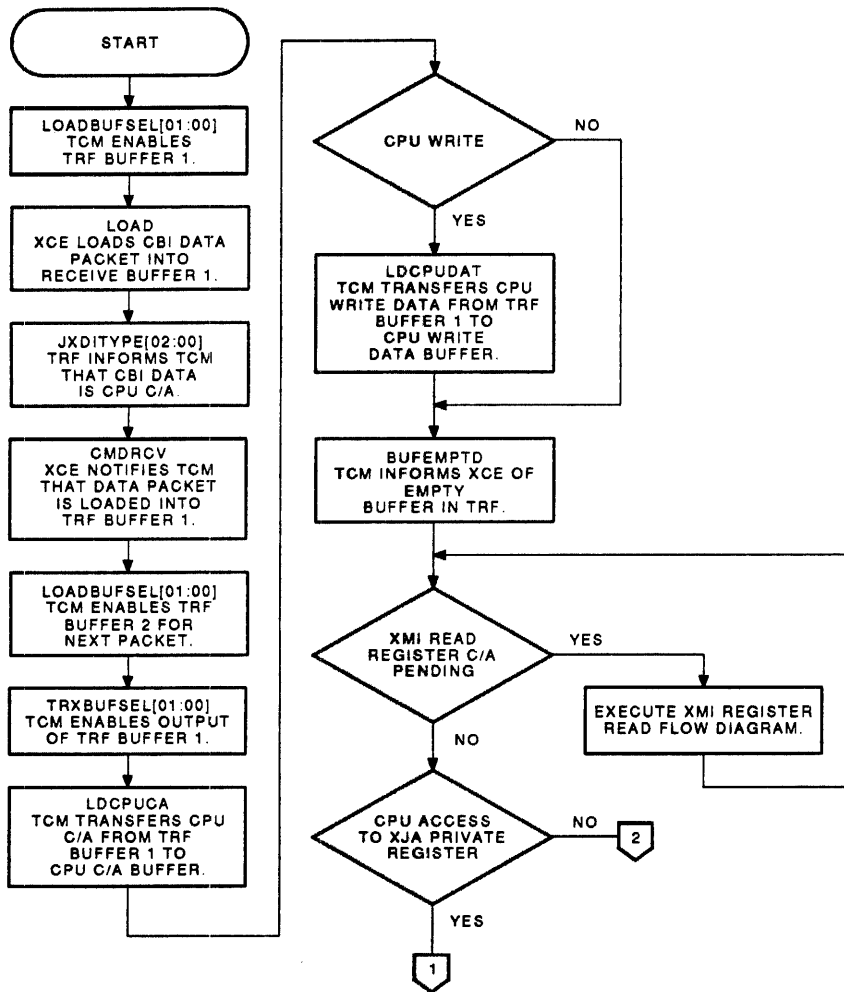 START
LOADBUFSEL[01:00]
TCM ENABLES
TRF BUFFER 1.
LOAD
XCE LOADS CBI DATA
PACKET INTO
RECEIVE BUFFER 1.
JXDITYPE[02:00]
TRF INFORMS TCM
THAT CBI DATA
IS CPU C/A.
CMDRCV
XCE NOTIFIES TCM
THAT DATA PACKET
IS LOADED INTO
TRF BUFFER 1.
LOADBUFSEL[01:00]
TCM ENABLES TRF
BUFFER 2 FOR
NEXT PACKET.
TRXBUFSEL[01:00]
TCM ENABLES OUTPUT
OF TRF BUFFER 1.
LDCPUCA
TCM TRANSFERS CPU
C/A FROM TRF
BUFFER 1 TO
CPU C/A BUFFER.
CPU WRITE
NO
YES
LDCPUDAT
TCM TRANSFERS CPU
WRITE DATA FROM TRF
BUFFER 1 TO
CPU WRITE
DATA BUFFER.
BUFEMPTD
TCM INFORMS XCE OF
EMPTY
BUFFER IN TRF.
XMI READ
REGISTER C/A
PENDING
YES
EXECUTE XMI REGISTER
READ FLOW DIAGRAM.
NO
CPU ACCESS
TO XJA PRIVATE
REGISTER
NO
2
YES
1